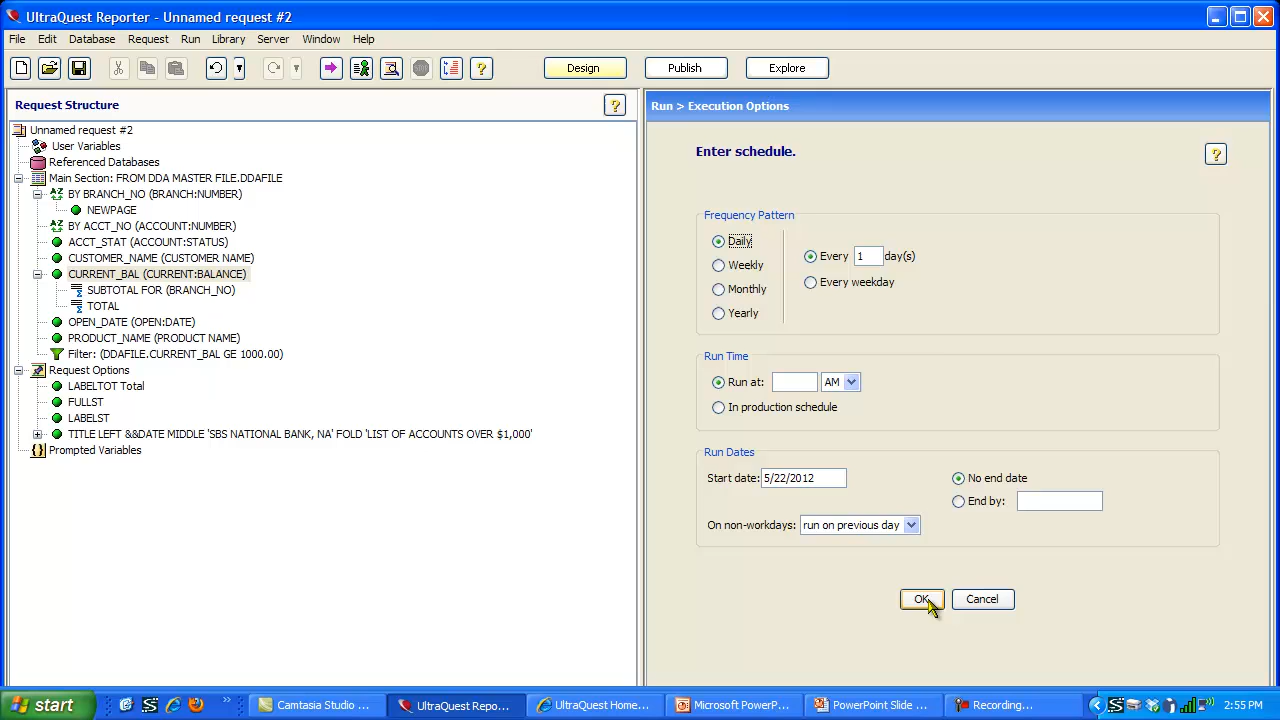 UltraQuest Reporter - Unnamed request #2
File Edit Database Request Run Library Server Window Help
? Design Publish Explore
Request Structure ?
Unnamed request #2
User Variables
Referenced Databases
Main Section: FROM DDA MASTER FILE.DDAFILE
BY BRANCH_NO (BRANCH:NUMBER)
NEWPAGE
BY ACCT_NO (ACCOUNT:NUMBER)
ACCT_STAT (ACCOUNT:STATUS)
CUSTOMER_NAME (CUSTOMER NAME)
CURRENT_BAL (CURRENT:BALANCE)
SUBTOTAL FOR (BRANCH_NO)
TOTAL
OPEN_DATE (OPEN:DATE)
PRODUCT_NAME (PRODUCT NAME)
Filter: (DDAFILE.CURRENT_BAL GE 1000.00)
Request Options
LABELTOT Total
FULLST
LABELST
TITLE LEFT &&DATE MIDDLE 'SBS NATIONAL BANK, NA' FOLD 'LIST OF ACCOUNTS OVER $1,000'
{} Prompted Variables
Run > Execution Options
Enter schedule. ?
Frequency Pattern
Daily
Weekly
Monthly
Yearly
Every 1 day(s)
Every weekday
Run Time
Run at: AM
In production schedule
Run Dates
Start date: 5/22/2012 No end date
End by:
On non-workdays: run on previous day
OK Cancel
start Camtasia Studio ... UltraQuest Repo... UltraQuest Home... Microsoft PowerP... PowerPoint Slide ... Recording... 2:55 PM